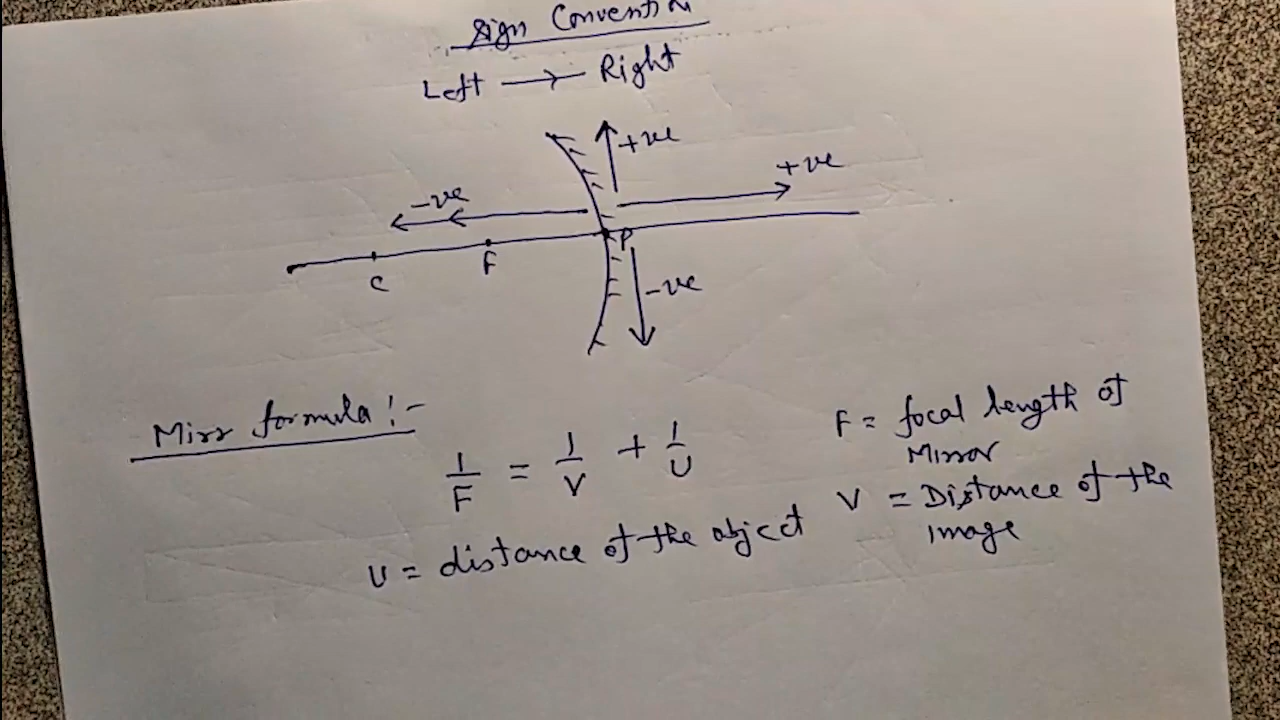 Sign Convention
Left → Right
+ve
+ve
-ve
P
F
C
-ve
Mirr formula !-
1/F = 1/V + 1/U
F = focal length of
Mirror
V = Distance of the
image
U = distance of the object